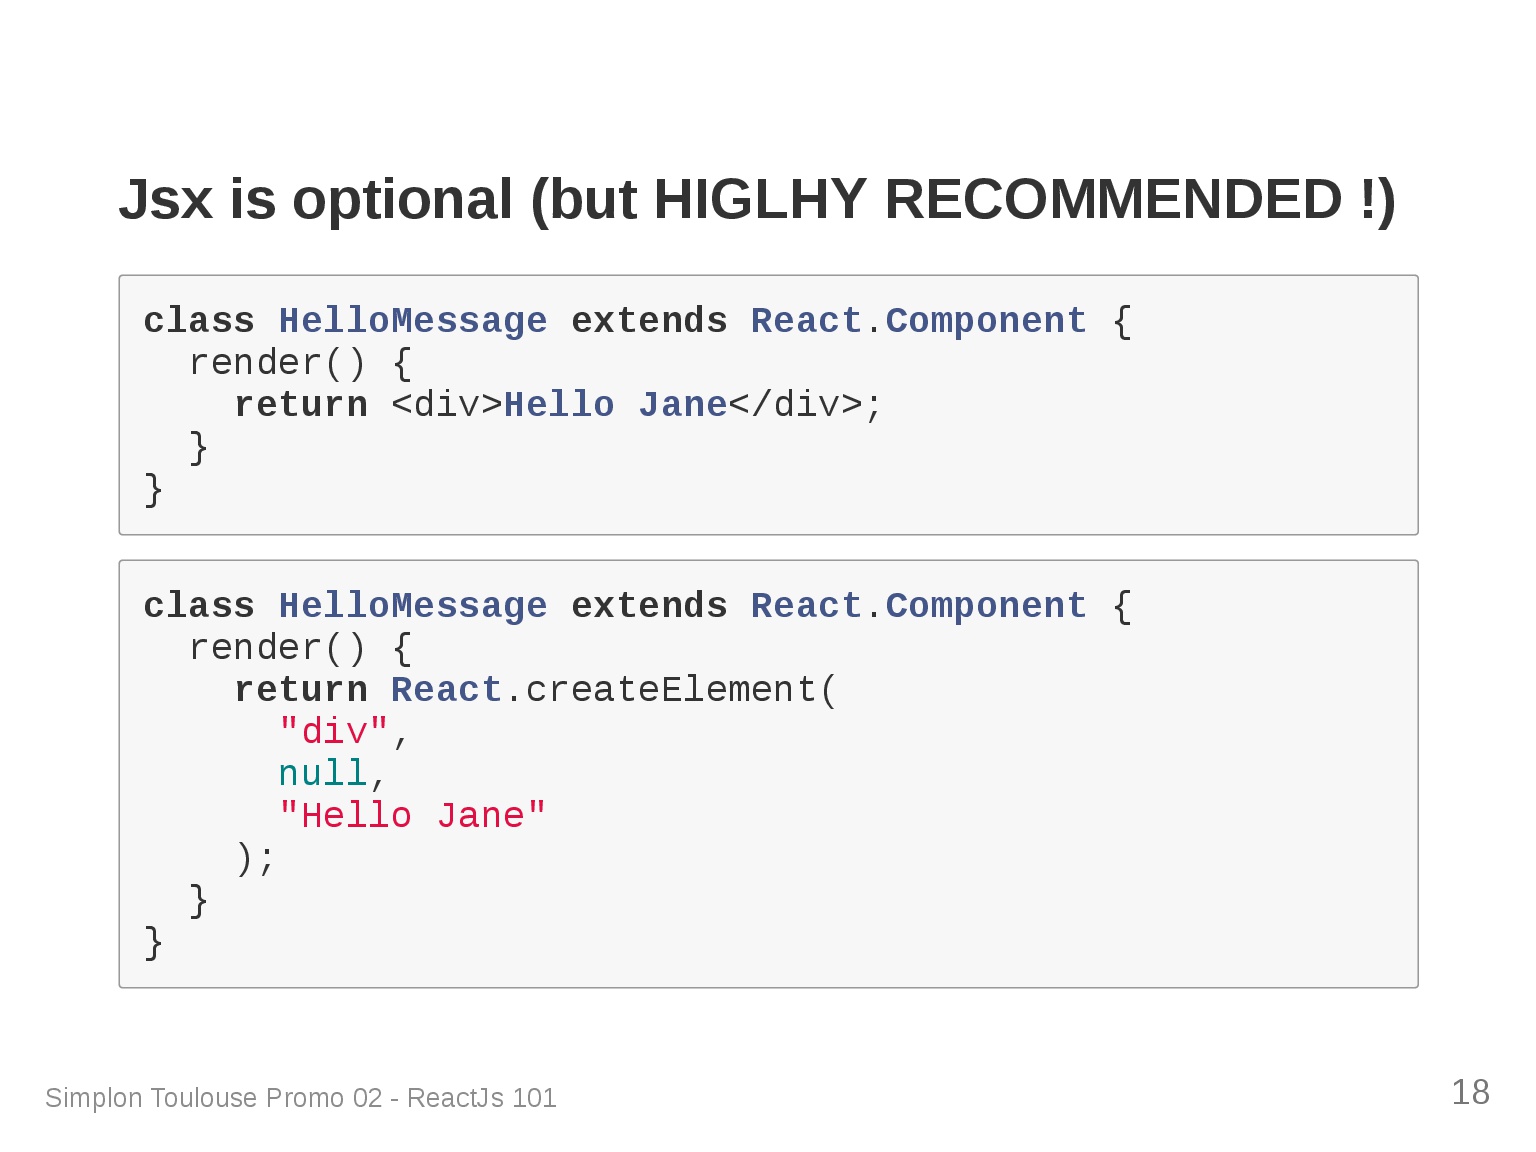 Jsx is optional (but HIGLHY RECOMMENDED !)
class HelloMessage extends React.Component {
  render() {
    return <div>Hello Jane</div>;
  }
}
class HelloMessage extends React.Component {
  render() {
    return React.createElement(
      "div",
      null,
      "Hello Jane"
    );
  }
}
Simplon Toulouse Promo 02 - ReactJs 101
18